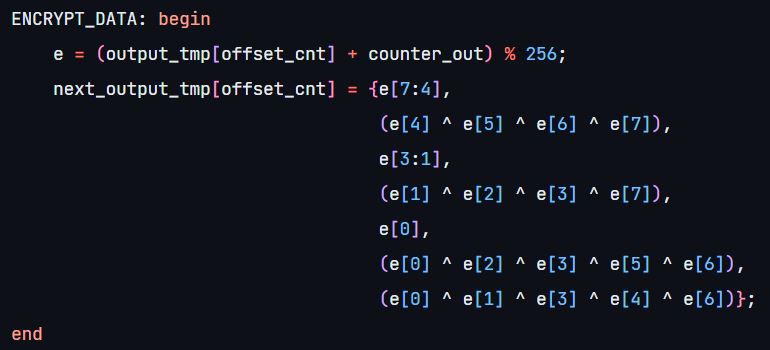 ENCRYPT_DATA: begin
e = (output_tmp[offset_cnt] + counter_out) % 256;
next_output_tmp[offset_cnt] = {e[7:4],
(e[4] ^ e[5] ^ e[6] ^ e[7]),
e[3:1],
(e[1] ^ e[2] ^ e[3] ^ e[7]),
e[0],
(e[0] ^ e[2] ^ e[3] ^ e[5] ^ e[6]),
(e[0] ^ e[1] ^ e[3] ^ e[4] ^ e[6])};
end